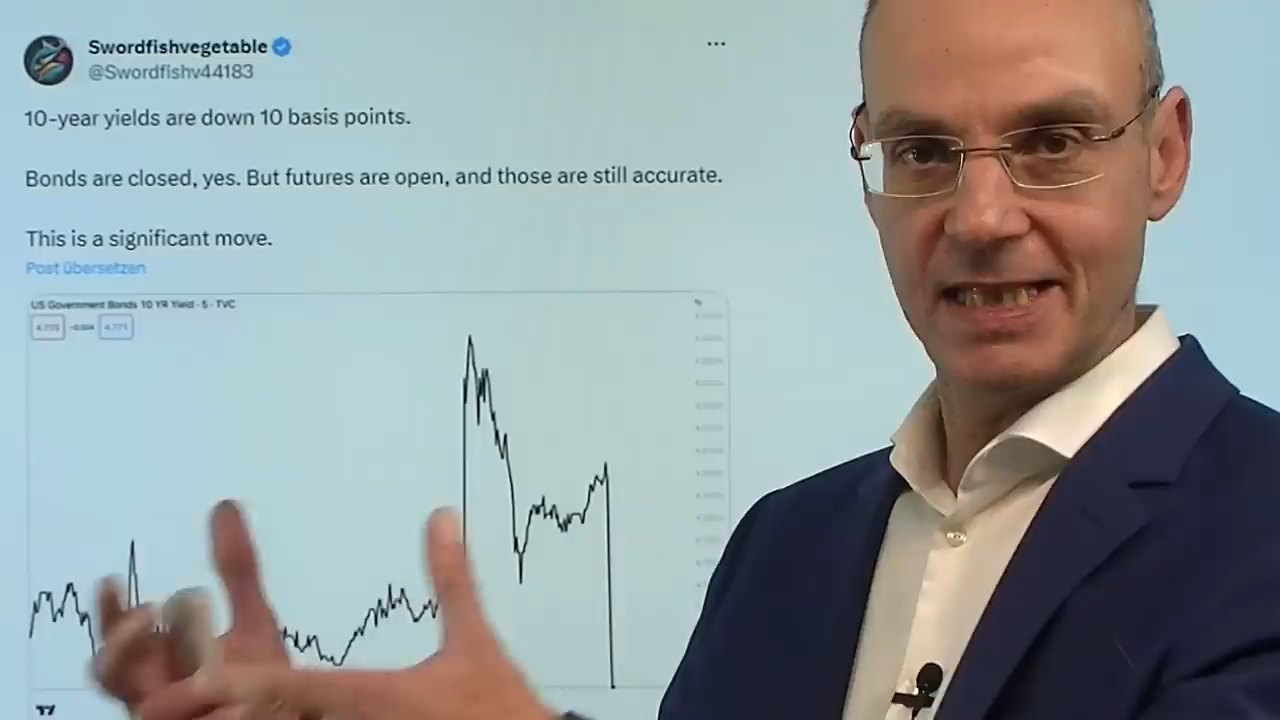 Swordfishvegetable
@Swordfishv44183
10-year yields are down 10 basis points.
Bonds are closed, yes. But futures are open, and those are still accurate.
This is a significant move.
Post übersetzen
US Government Bonds 10 YR Yield · 5 · TVC
%